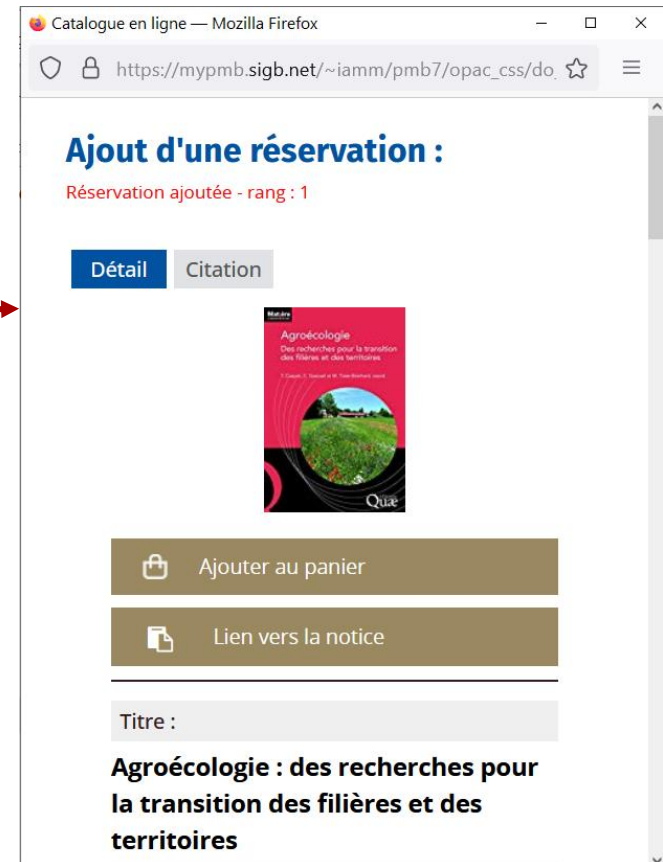 Catalogue en ligne — Mozilla Firefox
https://mypmb.sigb.net/~iamm/pmb7/opac_css/do_
Ajout d'une réservation :
Réservation ajoutée - rang : 1
Détail
Citation
Agroécologie
Des recherches pour la transition
des filières et des territoires
Quæ
Ajouter au panier
Lien vers la notice
Titre :
Agroécologie : des recherches pour
la transition des filières et des
territoires